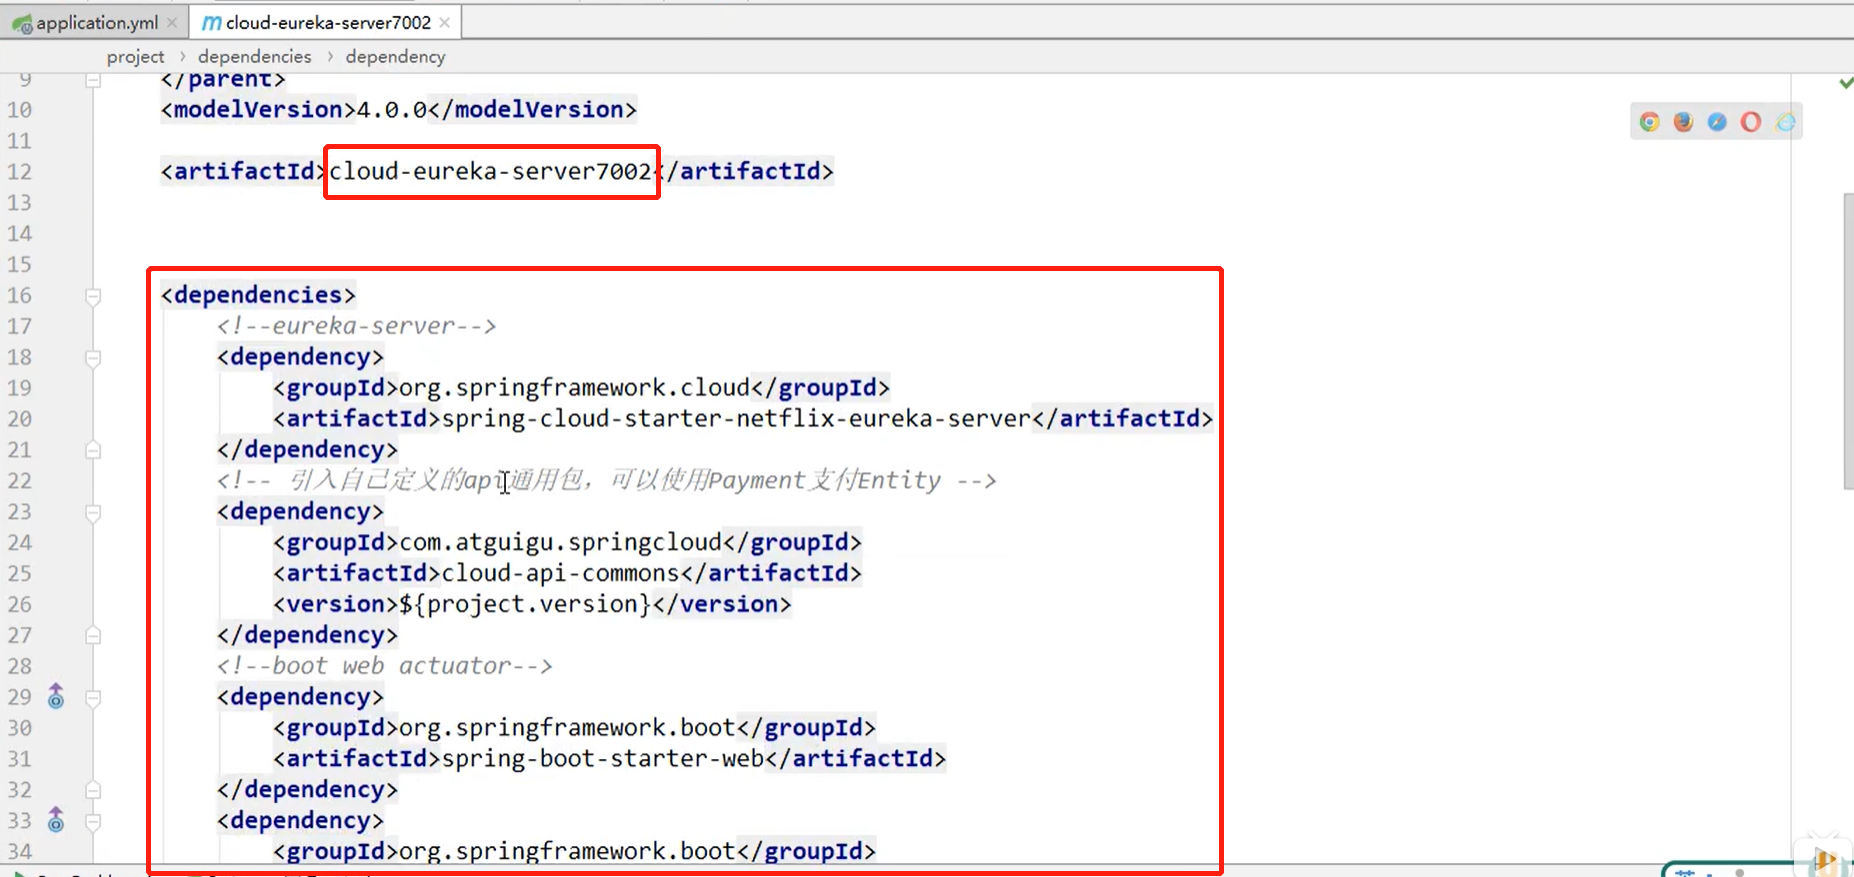 application.yml
cloud-eureka-server7002
project › dependencies › dependency
9 </parent>
10 <modelVersion>4.0.0</modelVersion>
11
12 <artifactId>cloud-eureka-server7002</artifactId>
13
14
15
16 <dependencies>
17 <!--eureka-server-->
18 <dependency>
19 <groupId>org.springframework.cloud</groupId>
20 <artifactId>spring-cloud-starter-netflix-eureka-server</artifactId>
21 </dependency>
22 <!-- 引入自己定义的api通用包，可以使用Payment支付Entity -->
23 <dependency>
24 <groupId>com.atguigu.springcloud</groupId>
25 <artifactId>cloud-api-commons</artifactId>
26 <version>${project.version}</version>
27 </dependency>
28 <!--boot web actuator-->
29 <dependency>
30 <groupId>org.springframework.boot</groupId>
31 <artifactId>spring-boot-starter-web</artifactId>
32 </dependency>
33 <dependency>
34 <groupId>org.springframework.boot</groupId>